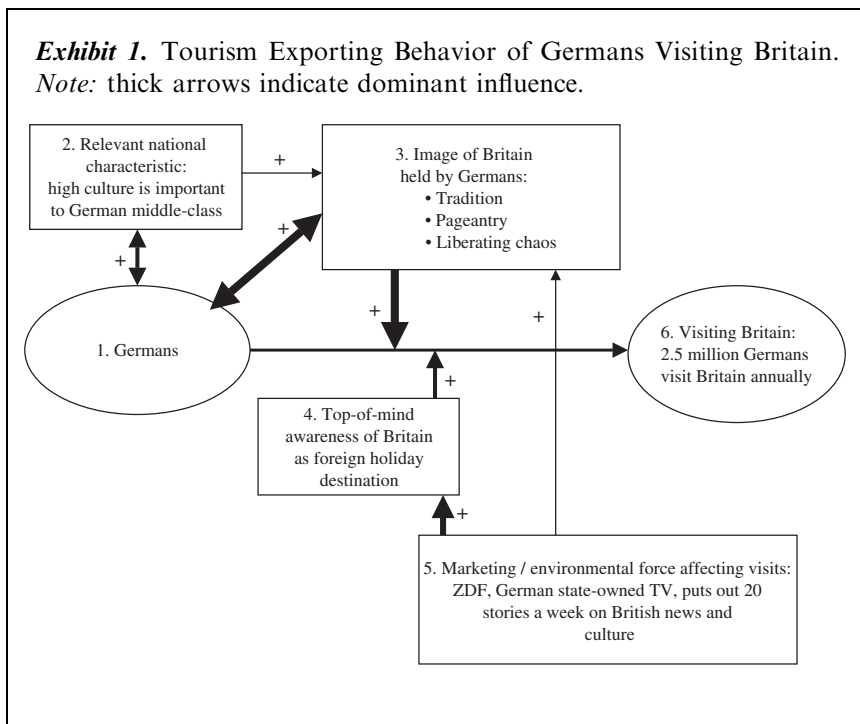 Exhibit 1. Tourism Exporting Behavior of Germans Visiting Britain.
Note: thick arrows indicate dominant influence.
2. Relevant national
characteristic:
high culture is important
to German middle-class
+
3. Image of Britain
held by Germans:
• Tradition
• Pageantry
• Liberating chaos
+
+
1. Germans
+
+
6. Visiting Britain:
2.5 million Germans
visit Britain annually
+
4. Top-of-mind
awareness of Britain
as foreign holiday
destination
+
5. Marketing / environmental force affecting visits:
ZDF, German state-owned TV, puts out 20
stories a week on British news and
culture